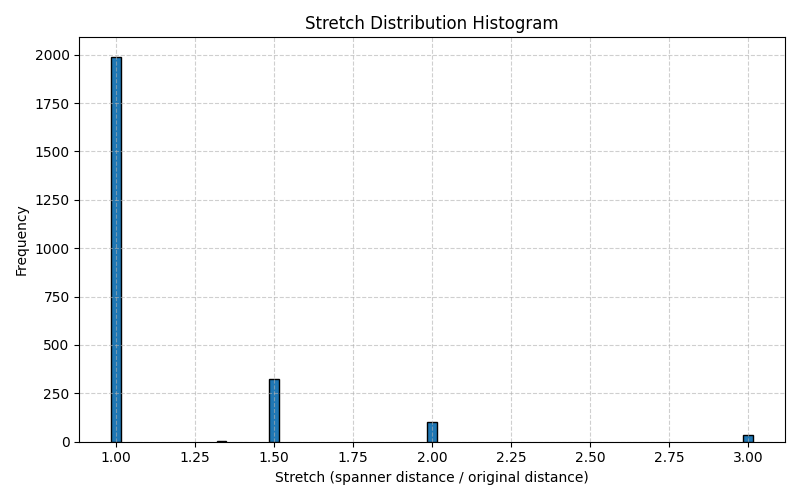 Stretch Distribution Histogram
2000
1750
1500
1250
1000
750
500
250
0
Frequency
1.00 1.25 1.50 1.75 2.00 2.25 2.50 2.75 3.00
Stretch (spanner distance / original distance)